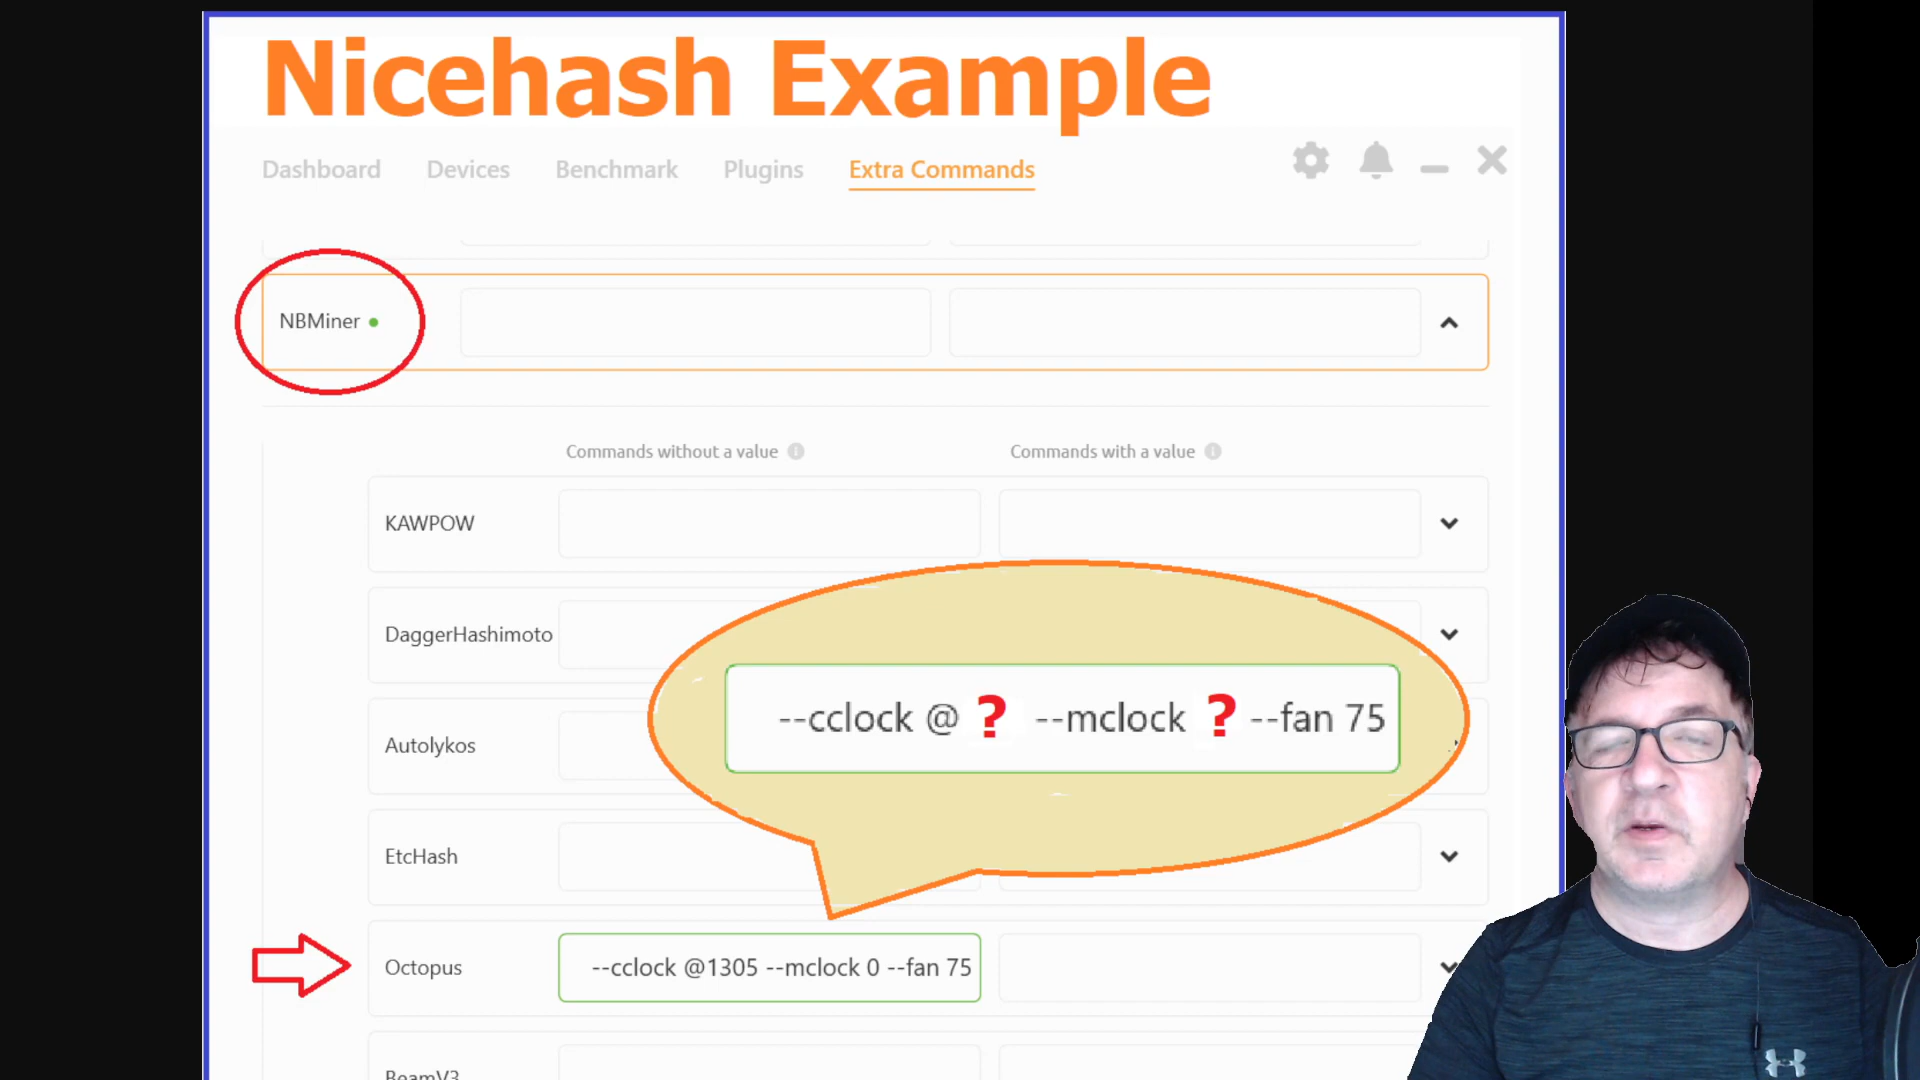 Nicehash Example
Dashboard Devices Benchmark Plugins Extra Commands
NBMiner
Commands without a value Commands with a value
KAWPOW
DaggerHashimoto
--cclock @ ? --mclock ? --fan 75
Autolykos
EtcHash
Octopus --cclock @1305 --mclock 0 --fan 75
BeamV3